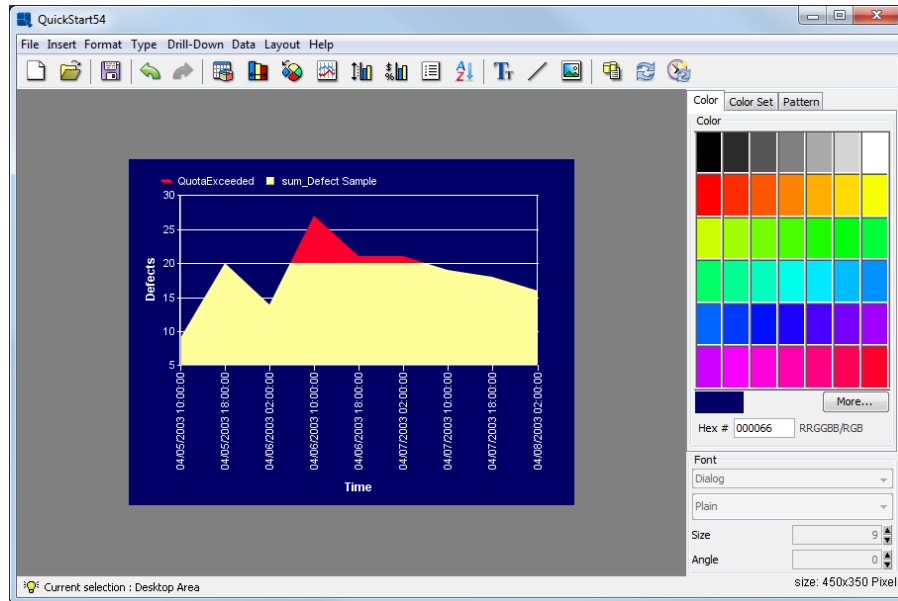 QuickStart54
File Insert Format Type Drill-Down Data Layout Help
Color Color Set Pattern
Color
QuotaExceeded sum_Defect Sample
30
25
20
15
10
5
Defects
04/05/2003 10:00:00
04/05/2003 18:00:00
04/06/2003 02:00:00
04/06/2003 10:00:00
04/06/2003 18:00:00
04/07/2003 02:00:00
04/07/2003 10:00:00
04/07/2003 18:00:00
04/08/2003 02:00:00
Time
More...
Hex # 000066 RRGGBB/RGB
Font
Dialog
Plain
Size 9
Angle 0
Current selection : Desktop Area
size: 450x350 Pixel